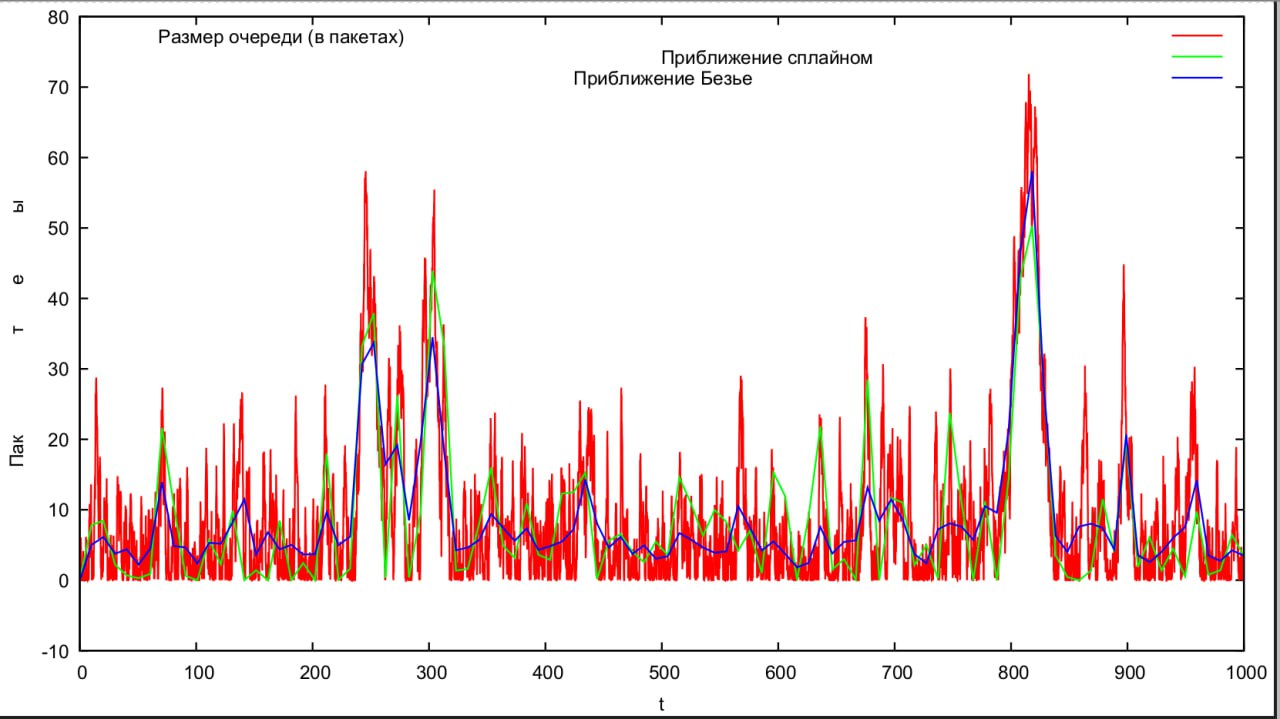 80
Размер очереди (в пакетах)
Приближение сплайном
Приближение Безье
70
60
50
40
30
20
10
0
-10
Пак т е ы
0 100 200 300 400 500 600 700 800 900 1000
t